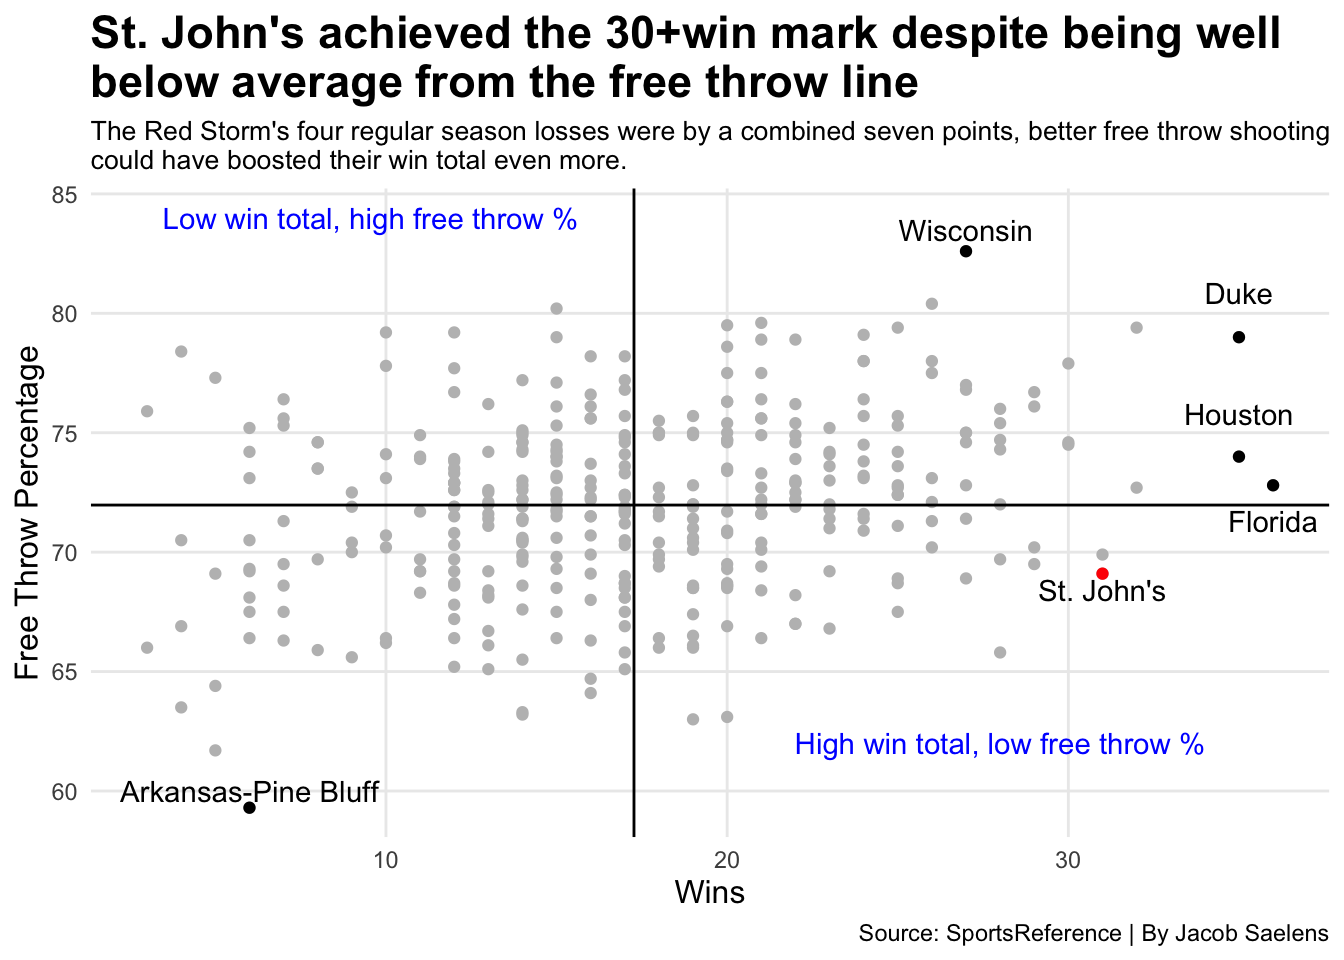 St. John's achieved the 30+win mark despite being well
below average from the free throw line
The Red Storm's four regular season losses were by a combined seven points, better free throw shooting
could have boosted their win total even more.
85
Low win total, high free throw %
Wisconsin
Duke
80
Houston
75
Florida
70
St. John's
65
High win total, low free throw %
Arkansas-Pine Bluff
60
Free Throw Percentage
10
20
30
Wins
Source: SportsReference | By Jacob Saelens